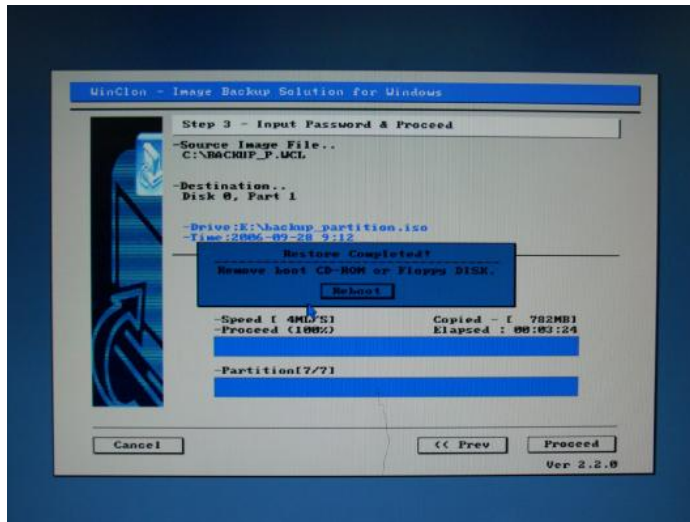 WinClon - Image Backup Solution for Windows
Step 3 - Input Password & Proceed
-Source Image File..
C:\BACKUP_P.WCL
-Destination..
Disk 0, Part 1
-Drive:E:\backup_partition.iso
-Time:2006-09-28 9:12
Restore Completed!
Remove boot CD-ROM or Floppy DISK.
Reboot
-Speed [ 4MB/S] Copied - [ 782MB]
-Proceed (100%) Elapsed : 00:03:24
-Partition[7/7]
Cancel << Prev Proceed
Ver 2.2.0